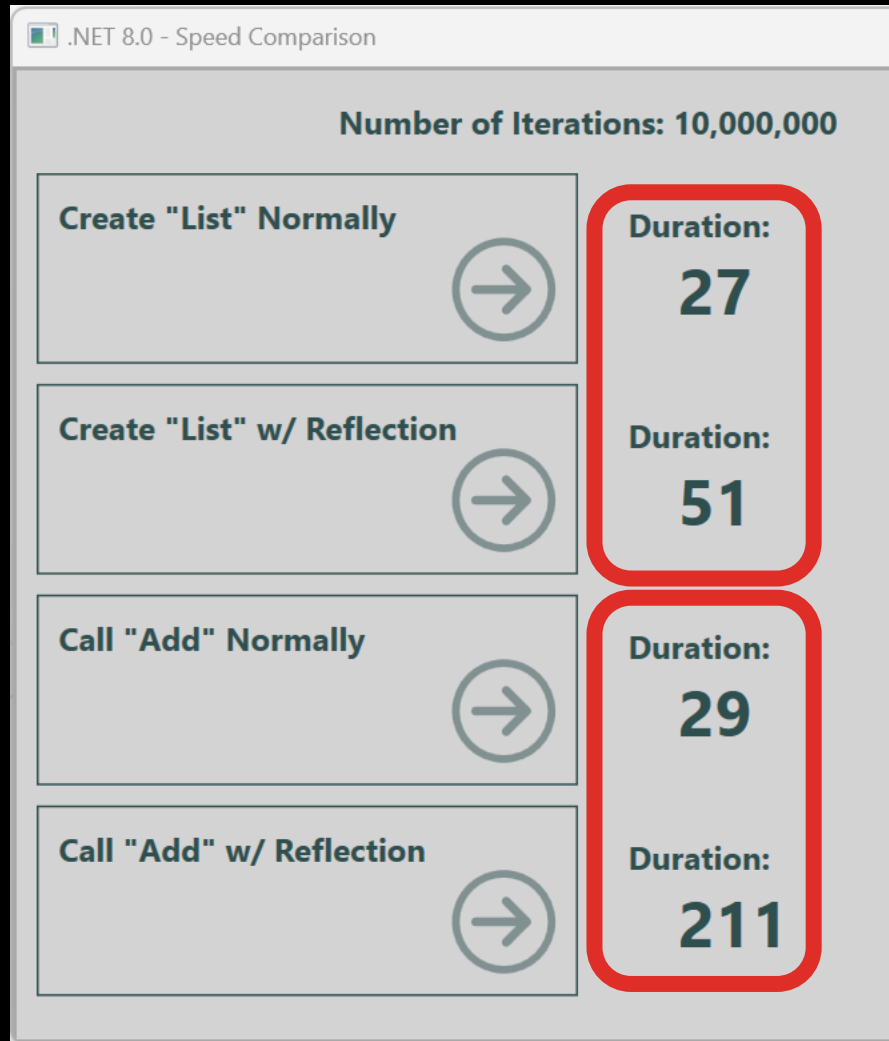 .NET 8.0 - Speed Comparison
Number of Iterations: 10,000,000
Create "List" Normally
Duration:
27
Create "List" w/ Reflection
Duration:
51
Call "Add" Normally
Duration:
29
Call "Add" w/ Reflection
Duration:
211